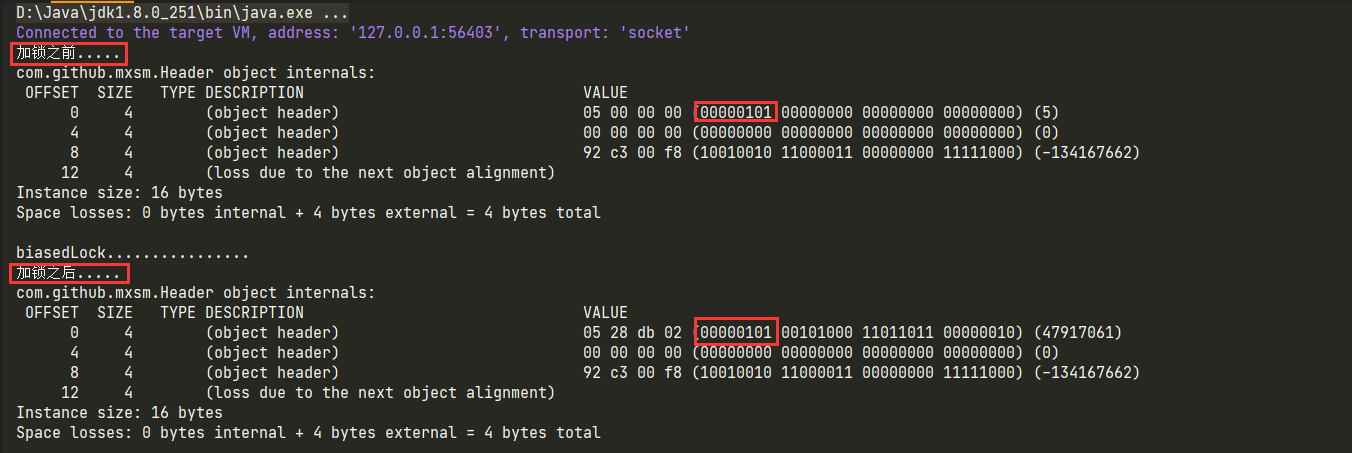 D:\Java\jdk1.8.0_251\bin\java.exe ...
Connected to the target VM, address: '127.0.0.1:56403', transport: 'socket'
加锁之前.....
com.github.mxsm.Header object internals:
 OFFSET  SIZE   TYPE DESCRIPTION                               VALUE
      0     4        (object header)                           05 00 00 00 (00000101 00000000 00000000 00000000) (5)
      4     4        (object header)                           00 00 00 00 (00000000 00000000 00000000 00000000) (0)
      8     4        (object header)                           92 c3 00 f8 (10010010 11000011 00000000 11111000) (-134167662)
     12     4        (loss due to the next object alignment)
Instance size: 16 bytes
Space losses: 0 bytes internal + 4 bytes external = 4 bytes total
biasedLock................
加锁之后.....
com.github.mxsm.Header object internals:
 OFFSET  SIZE   TYPE DESCRIPTION                               VALUE
      0     4        (object header)                           05 28 db 02 (00000101 00101000 11011011 00000010) (47917061)
      4     4        (object header)                           00 00 00 00 (00000000 00000000 00000000 00000000) (0)
      8     4        (object header)                           92 c3 00 f8 (10010010 11000011 00000000 11111000) (-134167662)
     12     4        (loss due to the next object alignment)
Instance size: 16 bytes
Space losses: 0 bytes internal + 4 bytes external = 4 bytes total